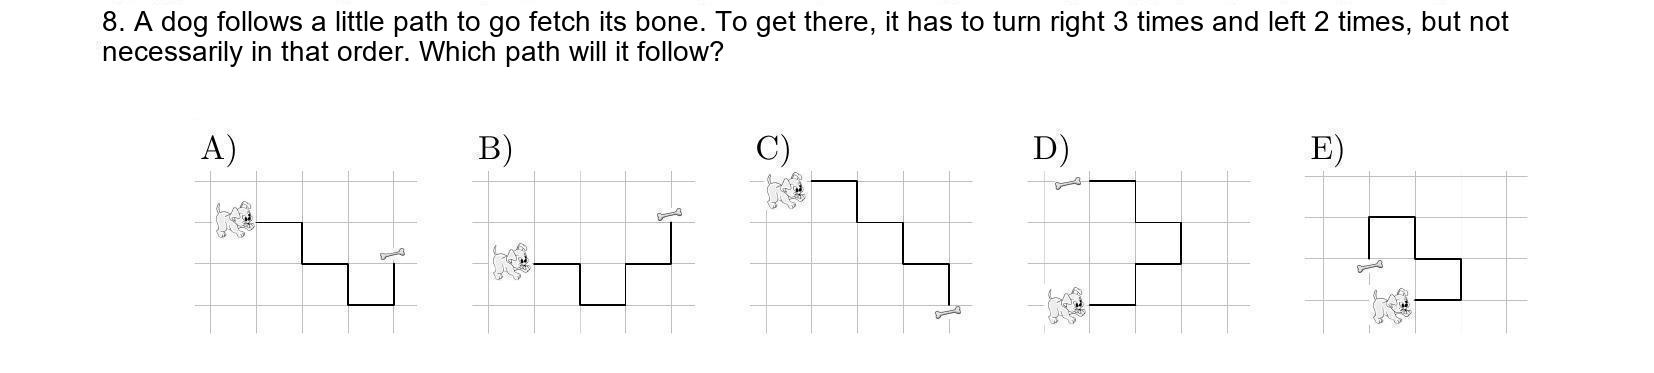 8. A dog follows a little path to go fetch its bone. To get there, it has to turn right 3 times and left 2 times, but not
necessarily in that order. Which path will it follow?
A) B) C) D) E)